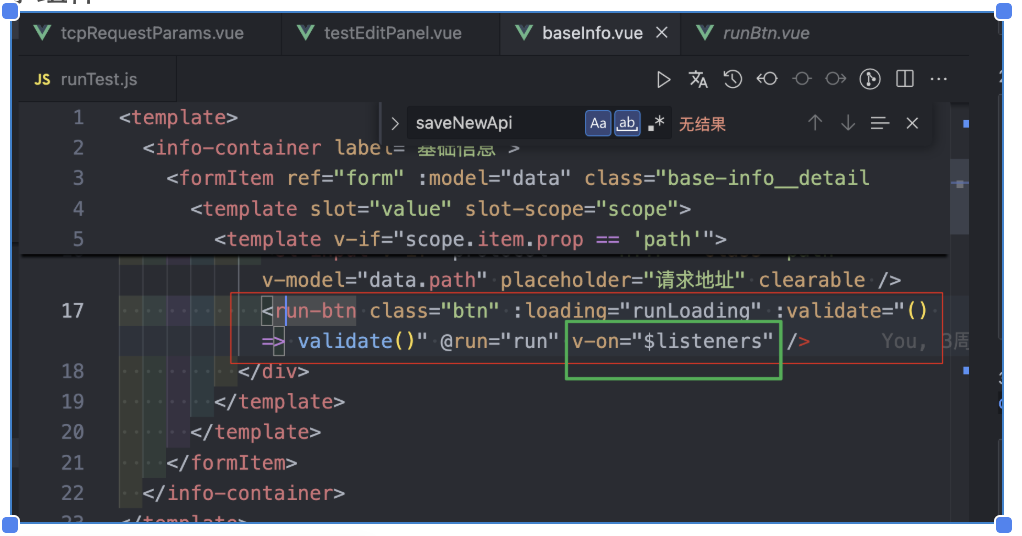 tcpRequestParams.vue testEditPanel.vue baseInfo.vue runBtn.vue
JS runTest.js
saveNewApi Aa ab .* 无结果
1 <template>
2 <info-container label="基础信息">
3 <formItem ref="form" :model="data" class="base-info__detail
4 <template slot="value" slot-scope="scope">
5 <template v-if="scope.item.prop == 'path'">
v-model="data.path" placeholder="请求地址" clearable />
17 <run-btn class="btn" :loading="runLoading" :validate="()
=> validate()" @run="run" v-on="$listeners" /> You, 3周
18 </div>
19 </template>
20 </template>
21 </formItem>
22 </info-container>
23 </template>